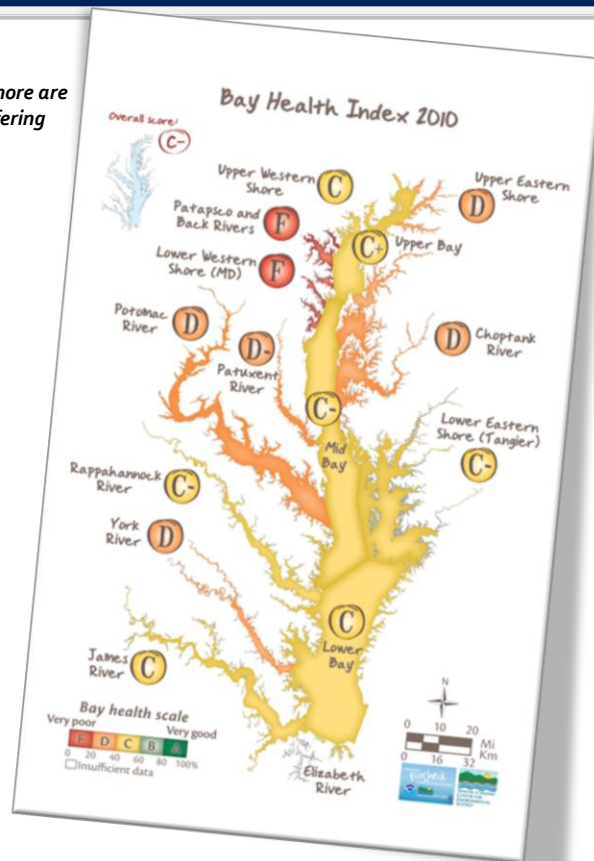 more are
fering
Bay Health Index 2010
Overall score:
C-
Upper Western
Shore
C
Upper Eastern
Shore
D
Patapsco and
Back Rivers
F
C+
Upper Bay
Lower Western
Shore (MD)
F
Potomac
River
D
D-
Patuxent
River
D
Choptank
River
C-
Mid
Bay
Lower Eastern
Shore (Tangier)
C-
Rappahannock
River
C-
York
River
D
C
Lower
Bay
James
River
C
Bay health scale
Very poor
Very good
F D C B A
0 20 40 60 80 100%
Insufficient data
Elizabeth
River
N
0 10 20
Mi
Km
0 16 32
EcoCheck